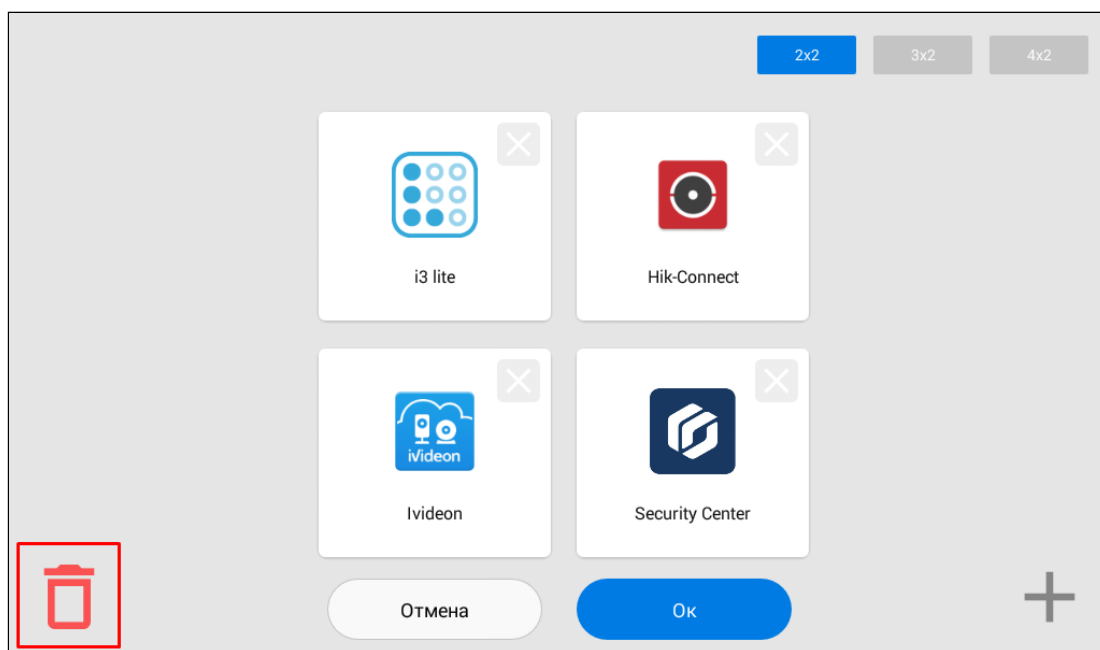 2x2 3x2 4x2
i3 lite Hik-Connect
iVideon
Ivideon Security Center
Отмена Ок